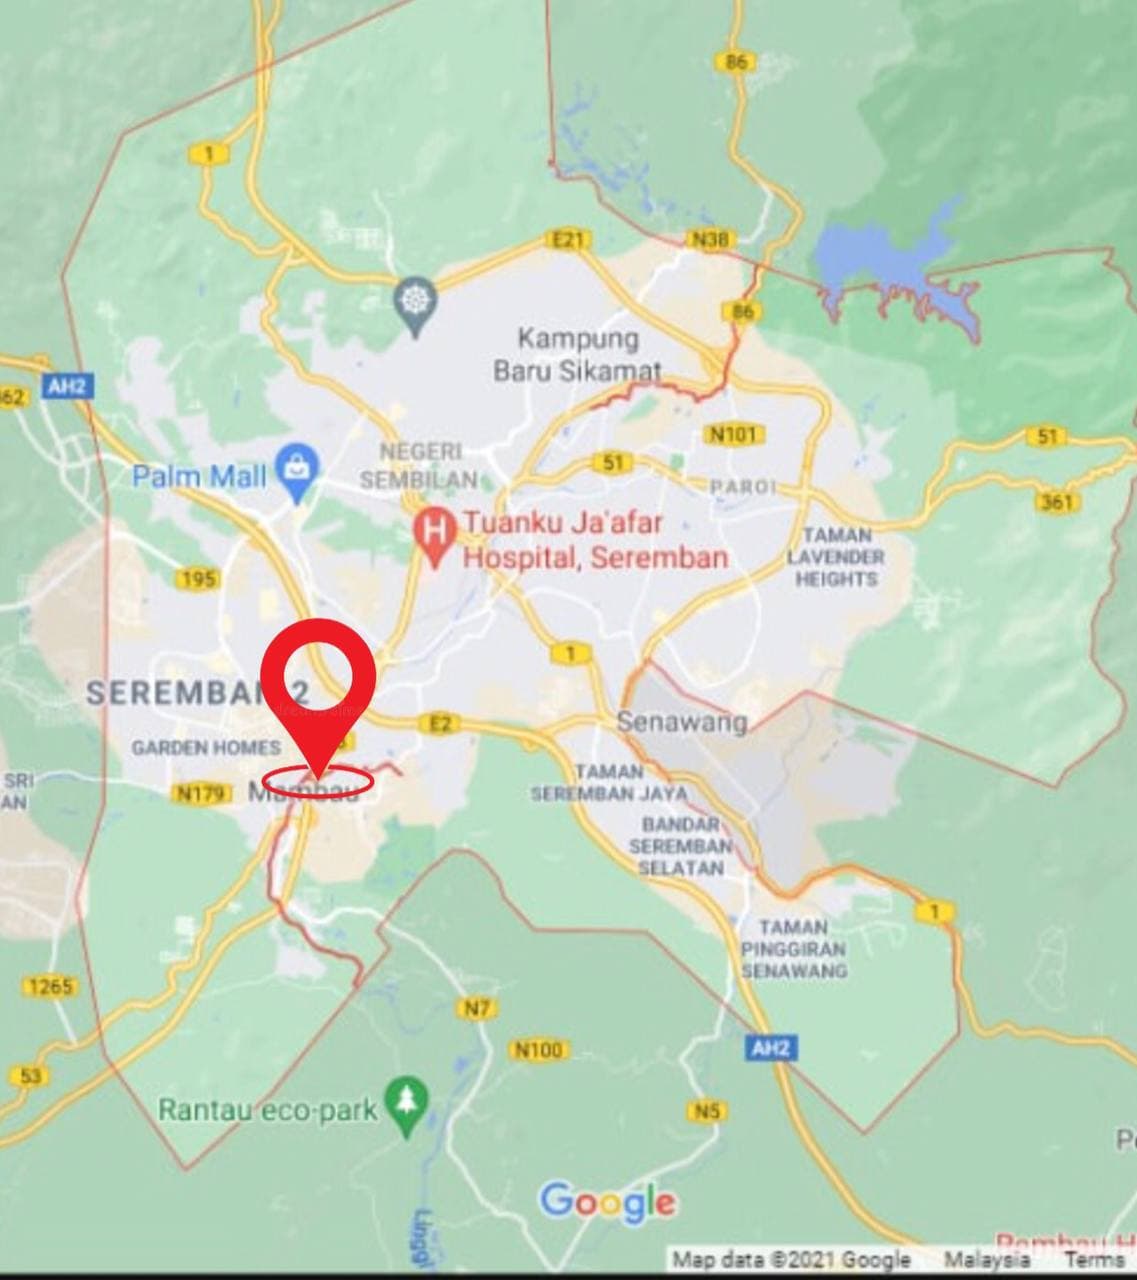 86
1
E21
N38
86
Kampung
Baru Sikamat
AH2
N101
NEGERI
SEMBILAN
51
51
Palm Mall
PAROI
361
Tuanku Ja'afar
Hospital, Seremban
TAMAN
LAVENDER
HEIGHTS
195
1
SEREMBAN 2
E2
Senawang
GARDEN HOMES
TAMAN
SEREMBAN JAYA
SRI
AN
N179
Mambau
BANDAR
SEREMBAN
SELATAN
1
TAMAN
PINGGIRAN
SENAWANG
1265
N7
N100
AH2
53
Rantau eco-park
N5
Google
Map data ©2021 Google Malaysia Terms